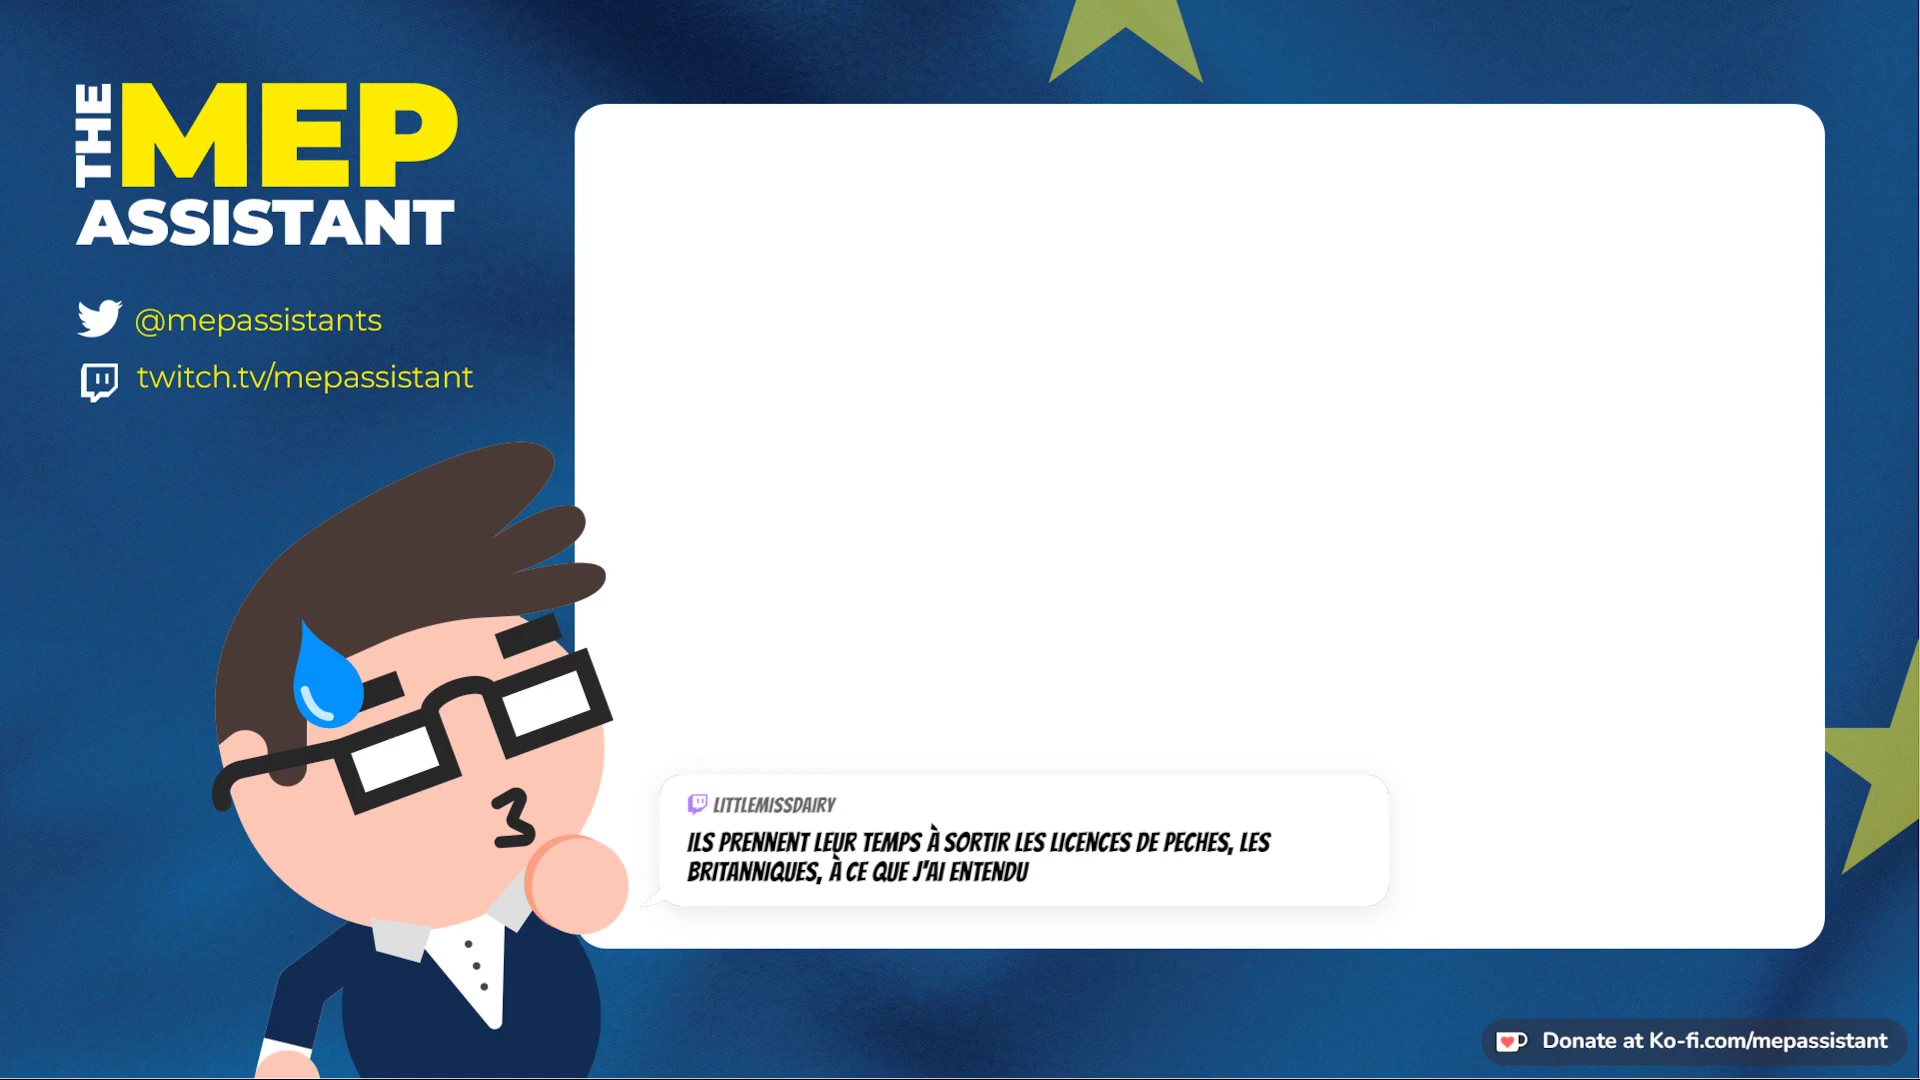 THE MEP
ASSISTANT
@mepassistants
twitch.tv/mepassistant
LITTLEMISSDAIRY
ILS PRENNENT LEUR TEMPS À SORTIR LES LICENCES DE PECHES, LES
BRITANNIQUES, À CE QUE J'AI ENTENDU
Donate at Ko-fi.com/mepassistant